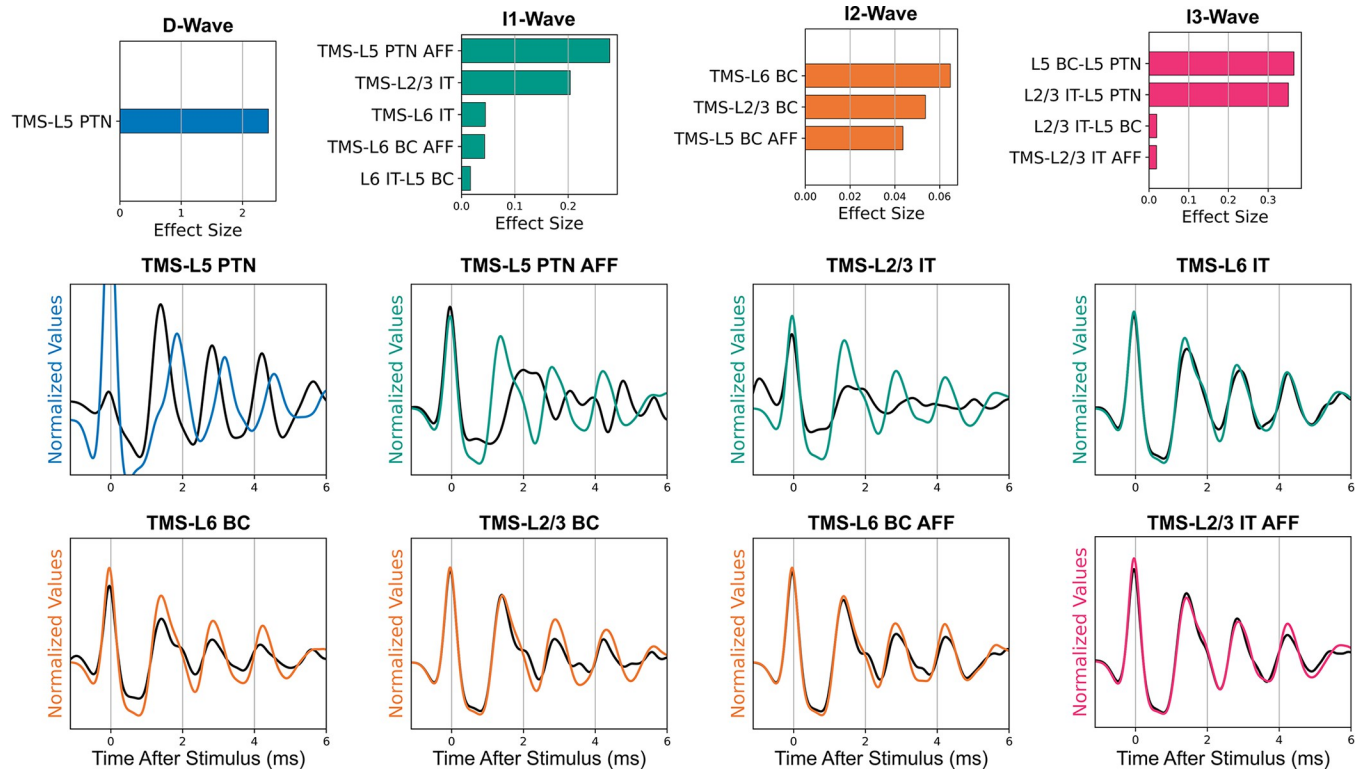 D-Wave
TMS-L5 PTN
0 1 2
Effect Size
I1-Wave
TMS-L5 PTN AFF
TMS-L2/3 IT
TMS-L6 IT
TMS-L6 BC AFF
L6 IT-L5 BC
0.0 0.1 0.2
Effect Size
I2-Wave
TMS-L6 BC
TMS-L2/3 BC
TMS-L5 BC AFF
0.00 0.02 0.04 0.06
Effect Size
I3-Wave
L5 BC-L5 PTN
L2/3 IT-L5 PTN
L2/3 IT-L5 BC
TMS-L2/3 IT AFF
0.0 0.1 0.2 0.3
Effect Size
TMS-L5 PTN
Normalized Values
0 2 4 6
TMS-L5 PTN AFF
Normalized Values
0 2 4 6
TMS-L2/3 IT
Normalized Values
0 2 4 6
TMS-L6 IT
Normalized Values
0 2 4 6
TMS-L6 BC
Normalized Values
0 2 4 6
Time After Stimulus (ms)
TMS-L2/3 BC
Normalized Values
0 2 4 6
Time After Stimulus (ms)
TMS-L6 BC AFF
Normalized Values
0 2 4 6
Time After Stimulus (ms)
TMS-L2/3 IT AFF
Normalized Values
0 2 4 6
Time After Stimulus (ms)